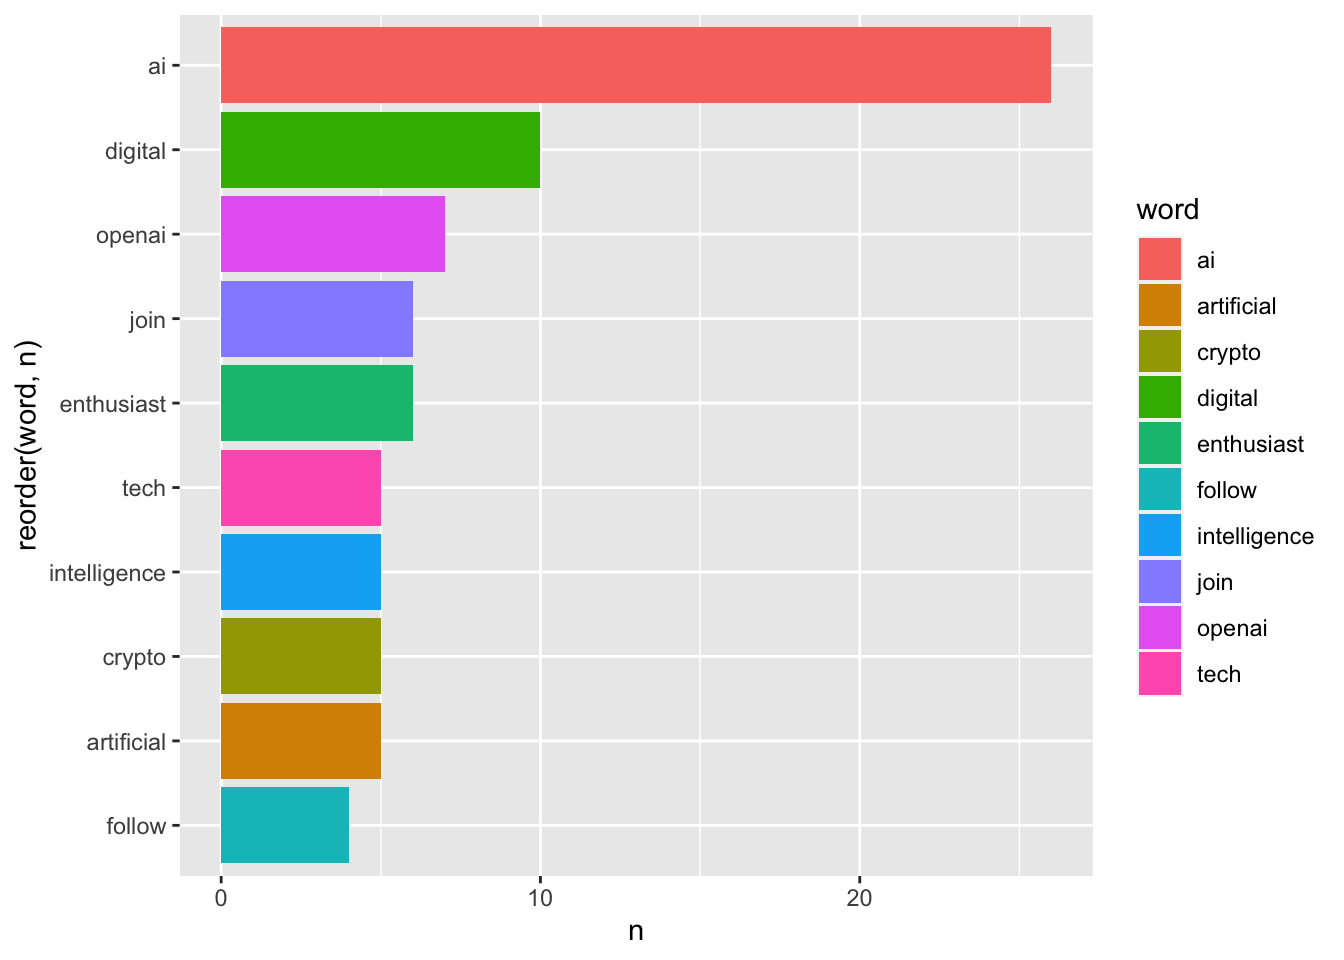 ai
digital
openai
join
enthusiast
tech
intelligence
crypto
artificial
follow
reorder(word, n)
0 10 20
n
word
ai
artificial
crypto
digital
enthusiast
follow
intelligence
join
openai
tech